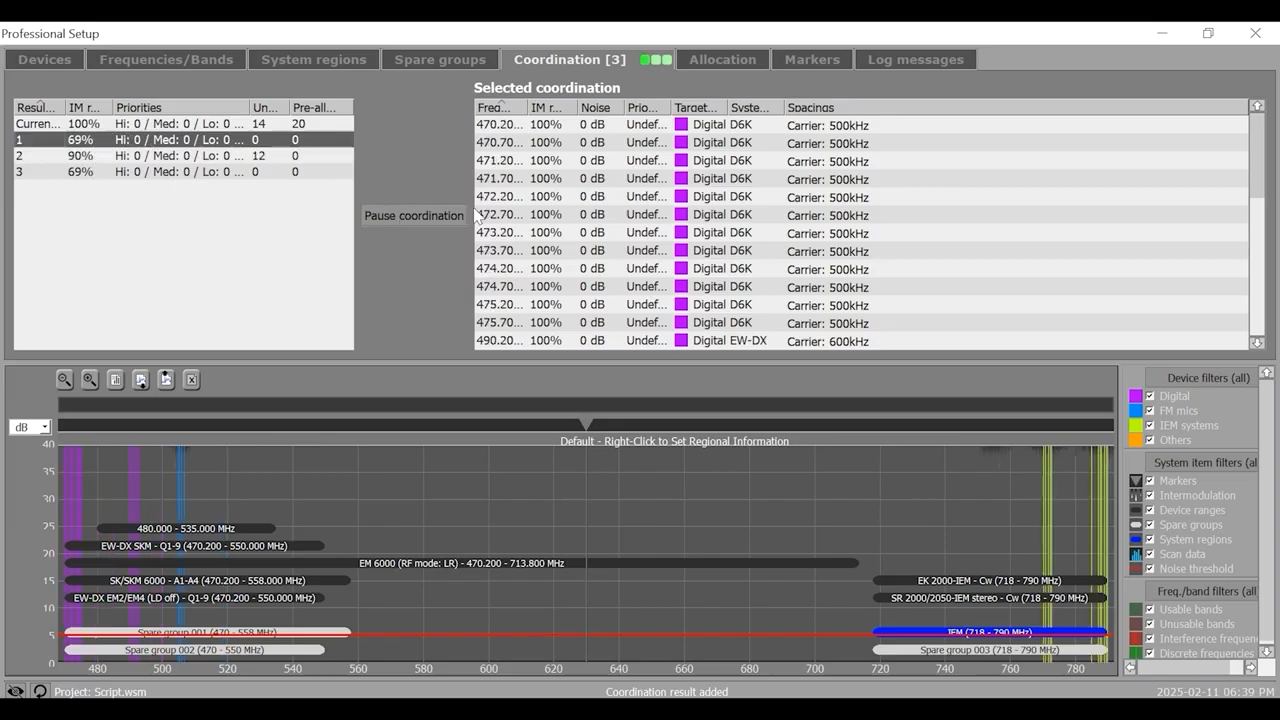 Professional Setup
Devices Frequencies/Bands System regions Spare groups Coordination [3] Allocation Markers Log messages
Selected coordination
Resul... IM r... Priorities Un... Pre-all...
Curren... 100% Hi: 0 / Med: 0 / Lo: 0 ... 14 20
1 69% Hi: 0 / Med: 0 / Lo: 0 ... 0 0
2 90% Hi: 0 / Med: 0 / Lo: 0 ... 12 0
3 69% Hi: 0 / Med: 0 / Lo: 0 ... 0 0
Pause coordination
Freq... IM r... Noise Prio... Target... Syste... Spacings
470.20... 100% 0 dB Undef... Digital D6K Carrier: 500kHz
470.70... 100% 0 dB Undef... Digital D6K Carrier: 500kHz
471.20... 100% 0 dB Undef... Digital D6K Carrier: 500kHz
471.70... 100% 0 dB Undef... Digital D6K Carrier: 500kHz
472.20... 100% 0 dB Undef... Digital D6K Carrier: 500kHz
472.70... 100% 0 dB Undef... Digital D6K Carrier: 500kHz
473.20... 100% 0 dB Undef... Digital D6K Carrier: 500kHz
473.70... 100% 0 dB Undef... Digital D6K Carrier: 500kHz
474.20... 100% 0 dB Undef... Digital D6K Carrier: 500kHz
474.70... 100% 0 dB Undef... Digital D6K Carrier: 500kHz
475.20... 100% 0 dB Undef... Digital D6K Carrier: 500kHz
475.70... 100% 0 dB Undef... Digital D6K Carrier: 500kHz
490.20... 100% 0 dB Undef... Digital EW-DX Carrier: 600kHz
dB
Default - Right-Click to Set Regional Information
40
35
30
25
20
15
10
5
0
480.000 - 535.000 MHz
EW-DX SKM - Q1-9 (470.200 - 550.000 MHz)
EM 6000 (RF mode: LR) - 470.200 - 713.800 MHz
SK/SKM 6000 - A1-A4 (470.200 - 558.000 MHz)
EK 2000-IEM - Cw (718 - 790 MHz)
EW-DX EM2/EM4 (LD off) - Q1-9 (470.200 - 550.000 MHz)
SR 2000/2050-IEM stereo - Cw (718 - 790 MHz)
Spare group 001 (470 - 558 MHz)
IEM (718 - 790 MHz)
Spare group 002 (470 - 550 MHz)
Spare group 003 (718 - 790 MHz)
480 500 520 540 560 580 600 620 640 660 680 700 720 740 760 780
Device filters (all)
Digital
FM mics
IEM systems
Others
System item filters (al
Markers
Intermodulation
Device ranges
Spare groups
System regions
Scan data
Noise threshold
Freq./band filters (all
Usable bands
Unusable bands
Interference frequen
Discrete frequencies
Project: Script.wsm
Coordination result added
2025-02-11 06:39 PM